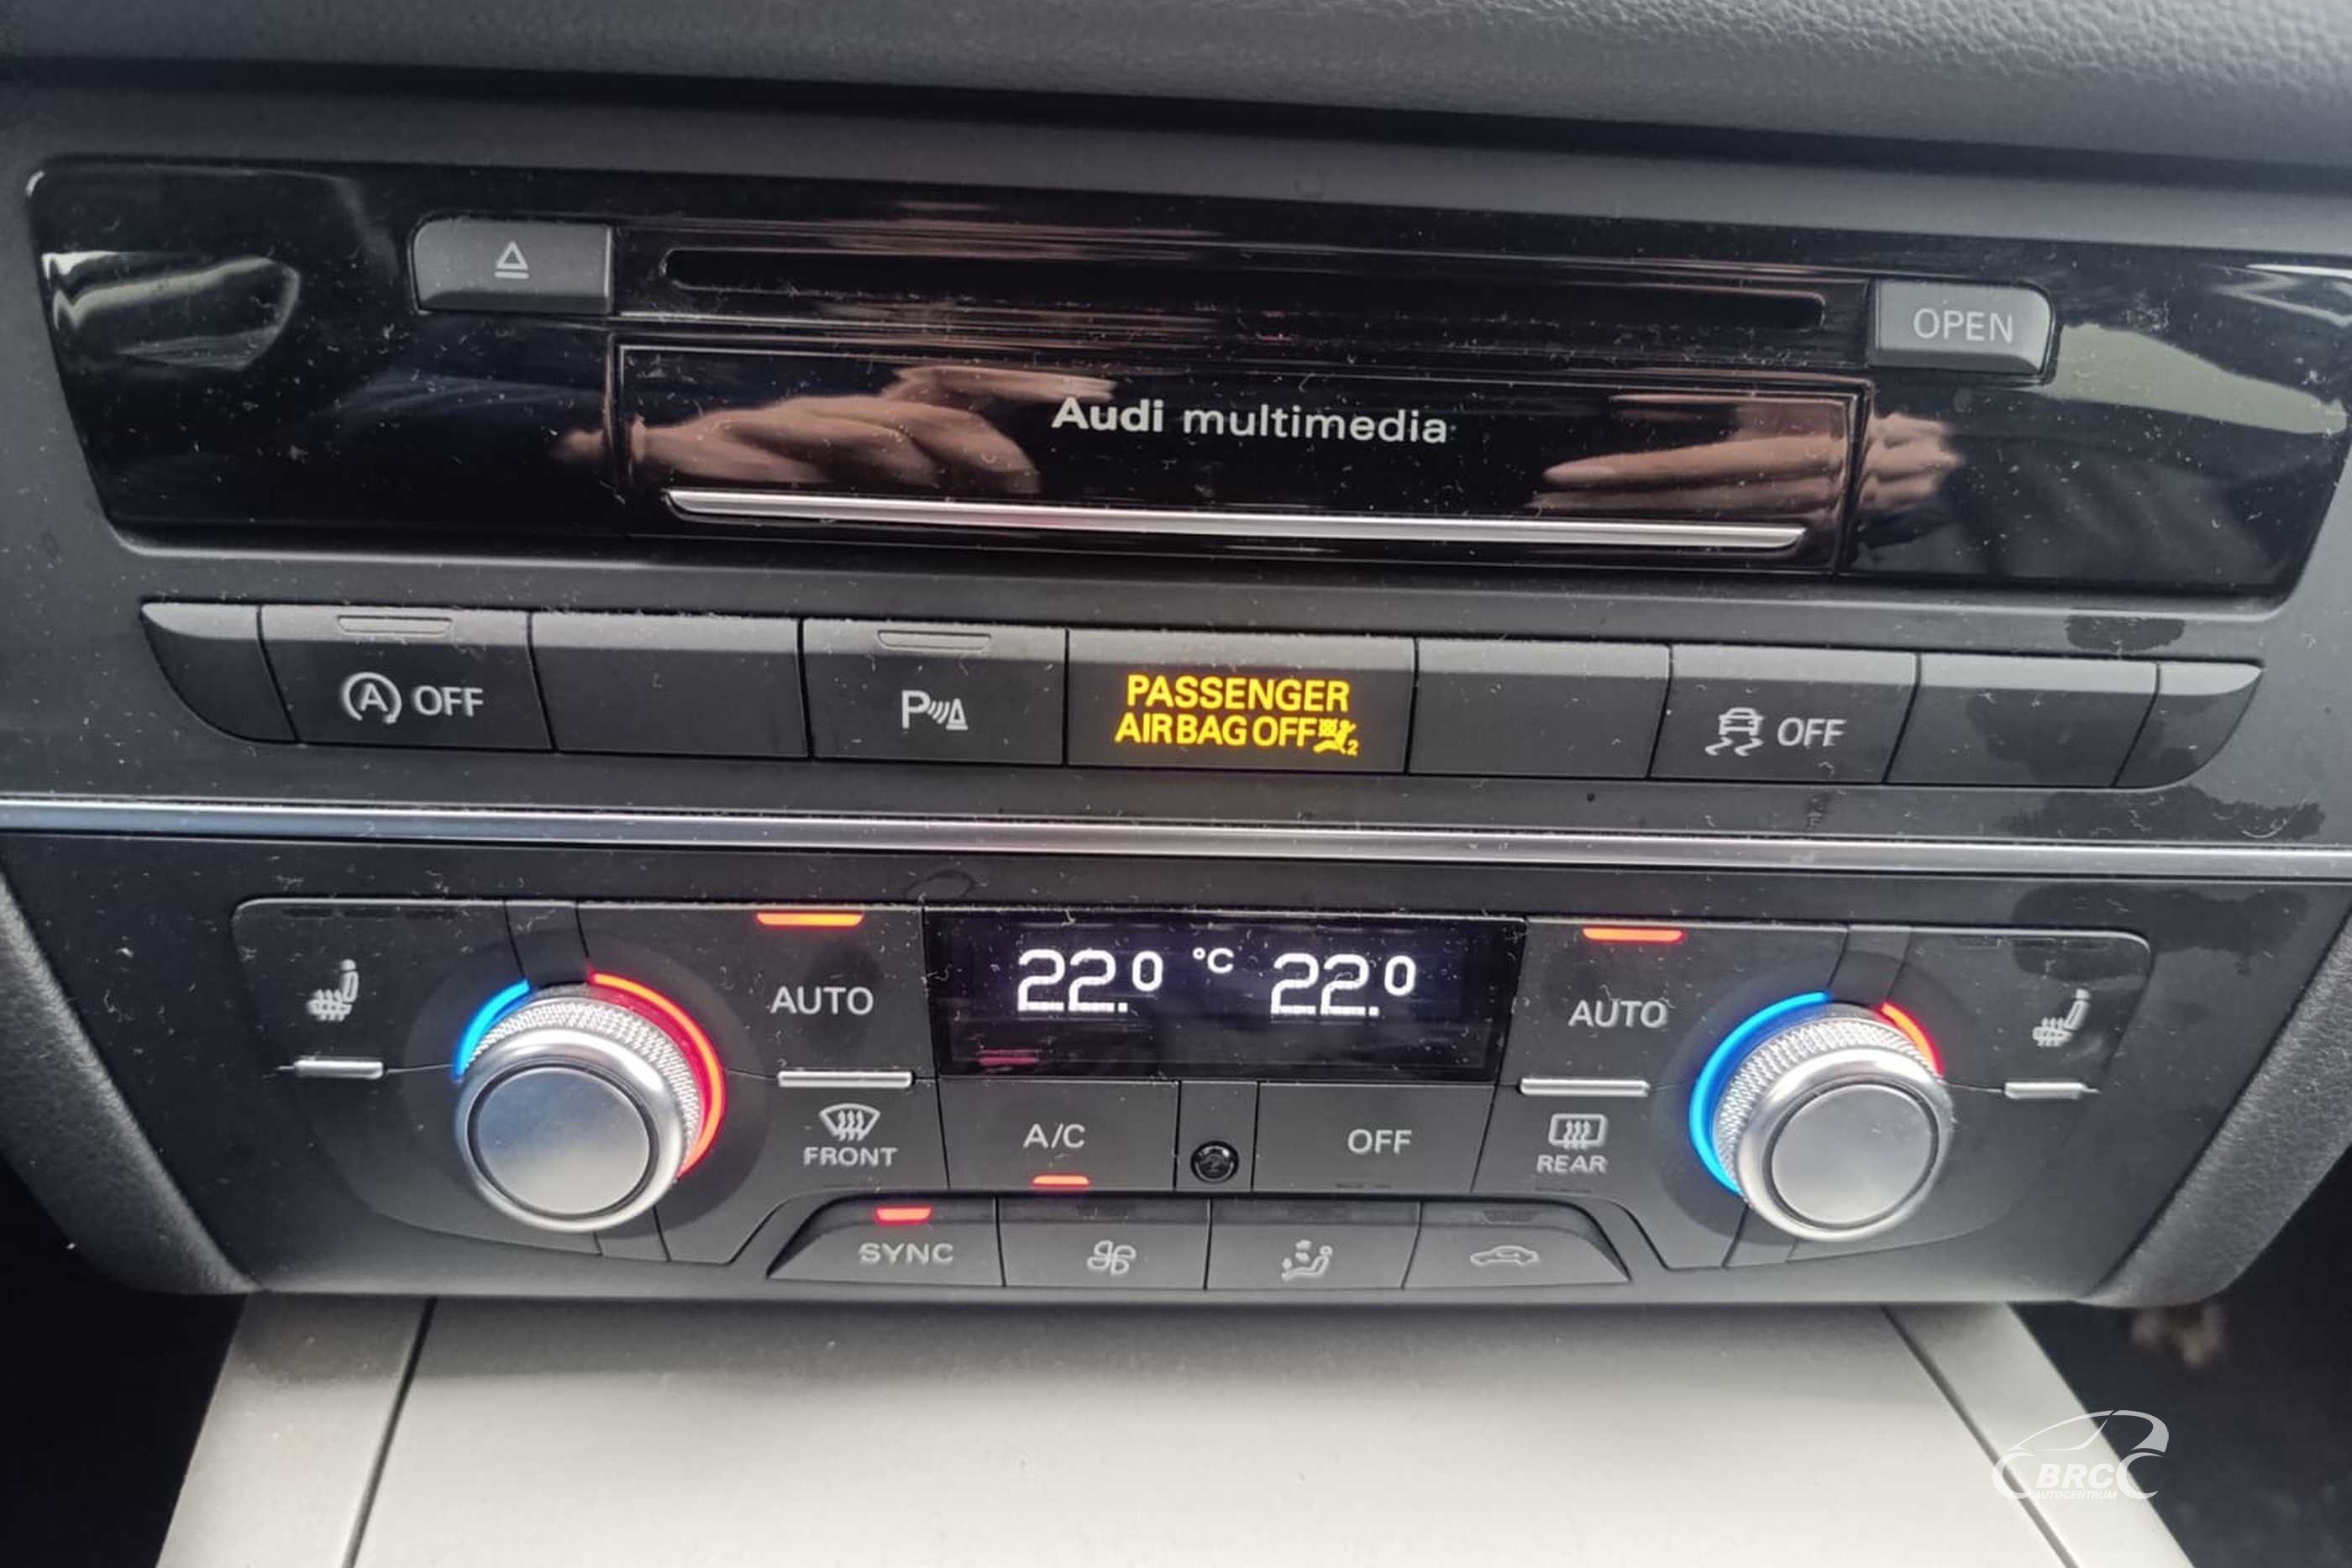 OPEN
Audi multimedia
A OFF
P
PASSENGER
AIRBAG OFF 2
OFF
AUTO
22.0 °C 22.0
AUTO
FRONT
A/C
OFF
REAR
SYNC
BRC
AUTOCENTRUM